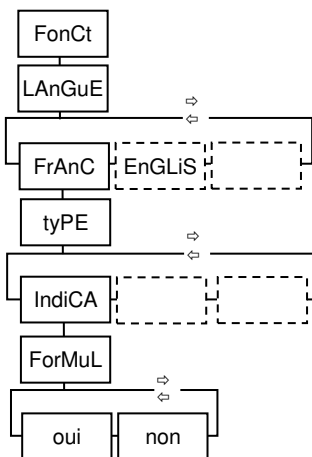 FonCt
LAnGuE
⇨
⇦
FrAnC EnGLiS
tyPE
⇨
⇦
IndiCA
ForMuL
⇨
⇦
oui non